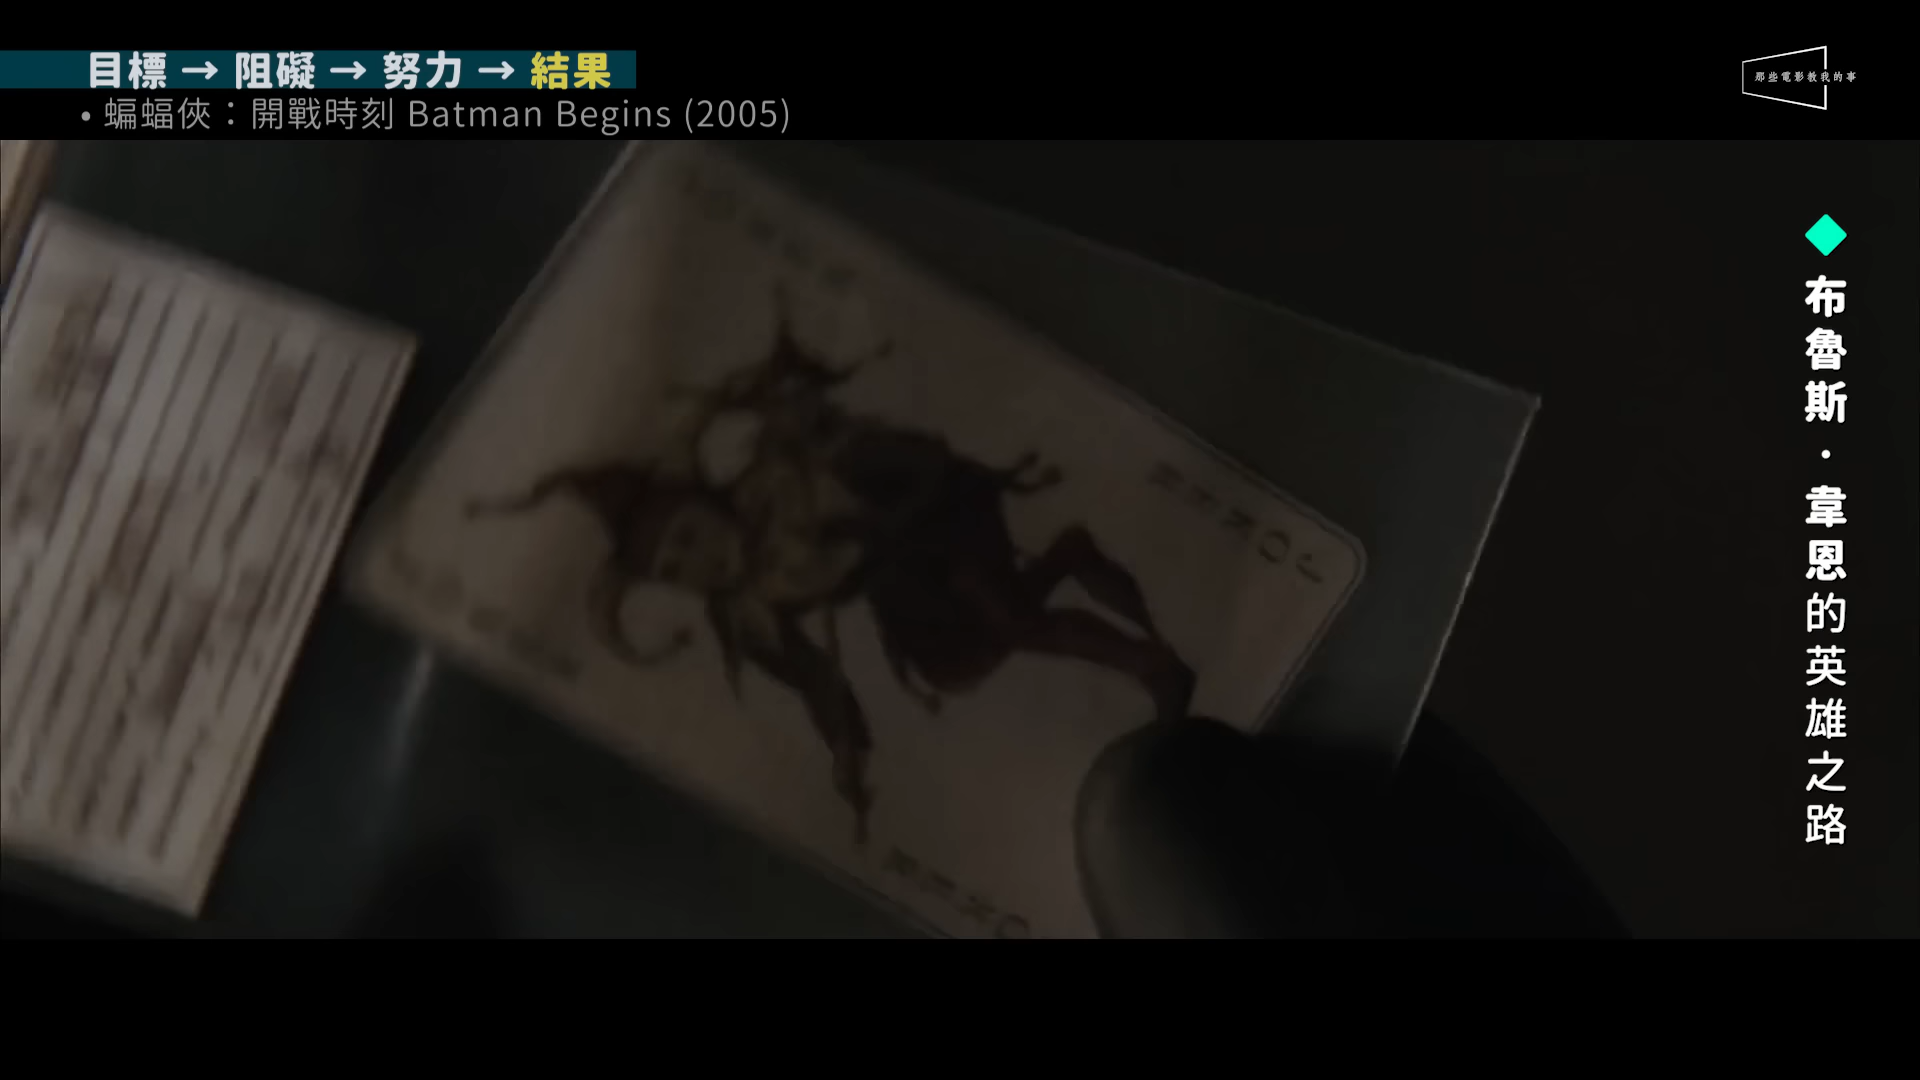 目標 → 阻礙 → 努力 → 結果
• 蝙蝠俠：開戰時刻 Batman Begins (2005)
那些電影教我的事
布魯斯·韋恩的英雄之路
JOKER